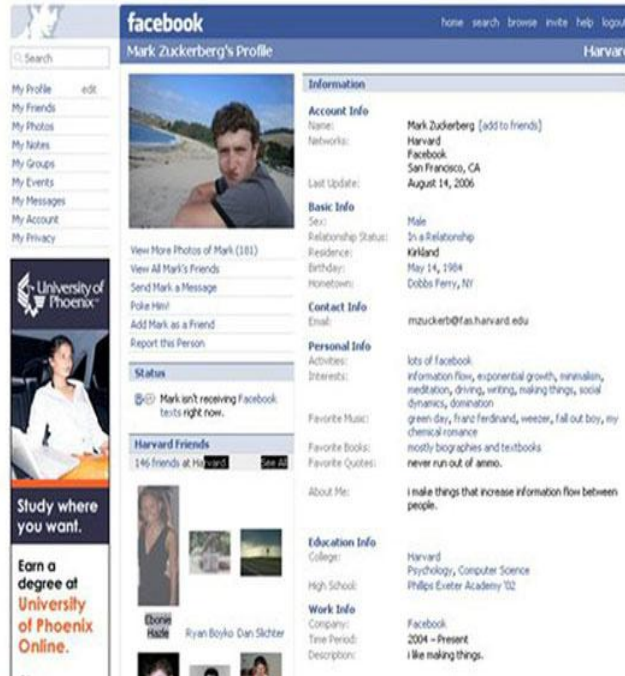 facebook
home search browse invite help logout
Mark Zuckerberg's Profile
Harvard
Search
My Profile edit
My Friends
My Photos
My Notes
My Groups
My Events
My Messages
My Account
My Privacy
University of
Phoenix
Study where
you want.
Earn a
degree at
University
of Phoenix
Online.
View More Photos of Mark (181)
View All Mark's Friends
Send Mark a Message
Poke Him!
Add Mark as a Friend
Report this Person
Status
Mark isn't receiving Facebook
texts right now.
Harvard Friends
146 friends at Harvard See All
Ebonie
Hazle
Ryan Boyko Dan Slichter
Information
Account Info
Name: Mark Zuckerberg [add to friends]
Networks: Harvard
Facebook
San Francisco, CA
Last Update: August 14, 2006
Basic Info
Sex: Male
Relationship Status: In a Relationship
Residence: Kirkland
Birthday: May 14, 1984
Hometown: Dobbs Ferry, NY
Contact Info
Email: mzuckerb@fas.harvard.edu
Personal Info
Activities: lots of facebook
Interests: information flow, exponential growth, minimalism,
meditation, driving, writing, making things, social
dynamics, domination
Favorite Music: green day, franz ferdinand, weezer, fall out boy, my
chemical romance
Favorite Books: mostly biographies and textbooks
Favorite Quotes: never run out of ammo.
About Me: i make things that increase information flow between
people.
Education Info
College: Harvard
Psychology, Computer Science
High School: Phillips Exeter Academy '02
Work Info
Company: Facebook
Time Period: 2004 – Present
Description: i like making things.